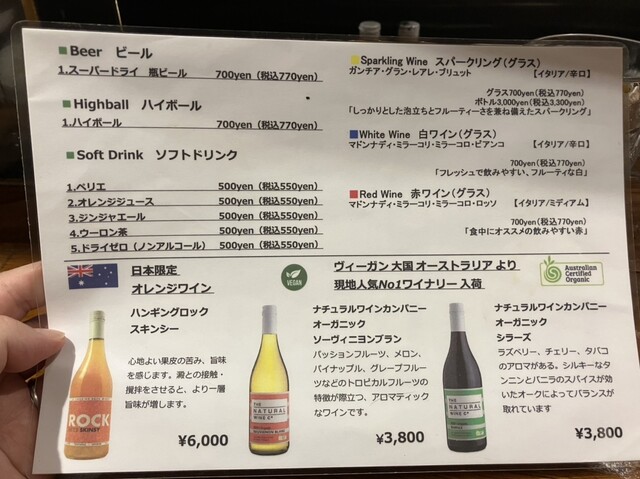 ■Beer ビール
1.スーパードライ 瓶ビール 700yen（税込770yen）
■Highball ハイボール
1.ハイボール 700yen（税込770yen）
■Soft Drink ソフトドリンク
1.ペリエ 500yen（税込550yen）
2.オレンジジュース 500yen（税込550yen）
3.ジンジャエール 500yen（税込550yen）
4.ウーロン茶 500yen（税込550yen）
5.ドライゼロ（ノンアルコール） 500yen（税込550yen）
■Sparkling Wine スパークリング（グラス）
ガンチア・グラン・レアレ・ブリュット 【イタリア/辛口】
グラス700yen（税込770yen）
ボトル3,000yen（税込3,300yen）
「しっかりとした泡立ちとフルーティーさを兼ね備えたスパークリング」
■White Wine 白ワイン（グラス）
マドンナディ・ミラーコリ・ミラーコロ・ビアンコ 【イタリア/辛口】
700yen（税込770yen）
「フレッシュで飲みやすい、フルーティな白」
■Red Wine 赤ワイン（グラス）
マドンナディ・ミラーコリ・ミラーコロ・ロッソ 【イタリア/ミディアム】
700yen（税込770yen）
「食中にオススメの飲みやすい赤」
日本限定
オレンジワイン
VEGAN
ヴィーガン大国 オーストラリア より
現地人気No1ワイナリー 入荷
Australian
Certified
Organic
ハンギングロック
スキンシー
心地よい果皮の苦み、旨味
を感じます。澱との接触・
攪拌をさせると、より一層
旨味が増します。
ROCK
SKINSY
¥6,000
ナチュラルワインカンパニー
オーガニック
ソーヴィニヨンブラン
パッションフルーツ、メロン、
パイナップル、グレープフルー
ツなどのトロピカルフルーツの
特徴が際立つ、アロマティッ
クなワインです。
THE
NATURAL
WINE Cº
¥3,800
ナチュラルワインカンパニー
オーガニック
シラーズ
ラズベリー、チェリー、タバコ
のアロマがある。シルキーなタ
ンニンとバニラのスパイスが効
いたオークによってバランスが
取れています
THE
NATURAL
WINE Cº
¥3,800